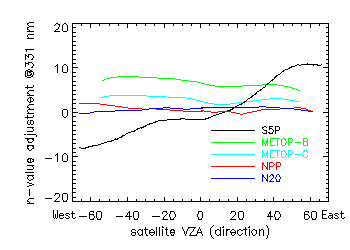 n-value adjustment @331 nm
20
10
0
-10
-20
S5P
METOP-B
METOP-C
NPP
N20
West -60 -40 -20 0 20 40 60 East
satellite VZA (direction)